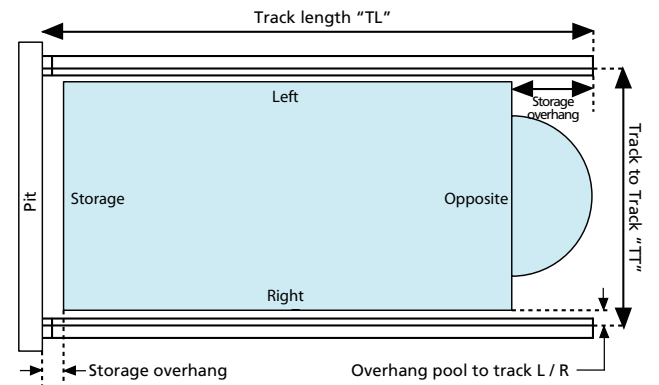 Track length “TL”
Left
Storage
overhang
Track to Track “TT”
Pit
Storage
Opposite
Right
Storage overhang
Overhang pool to track L / R